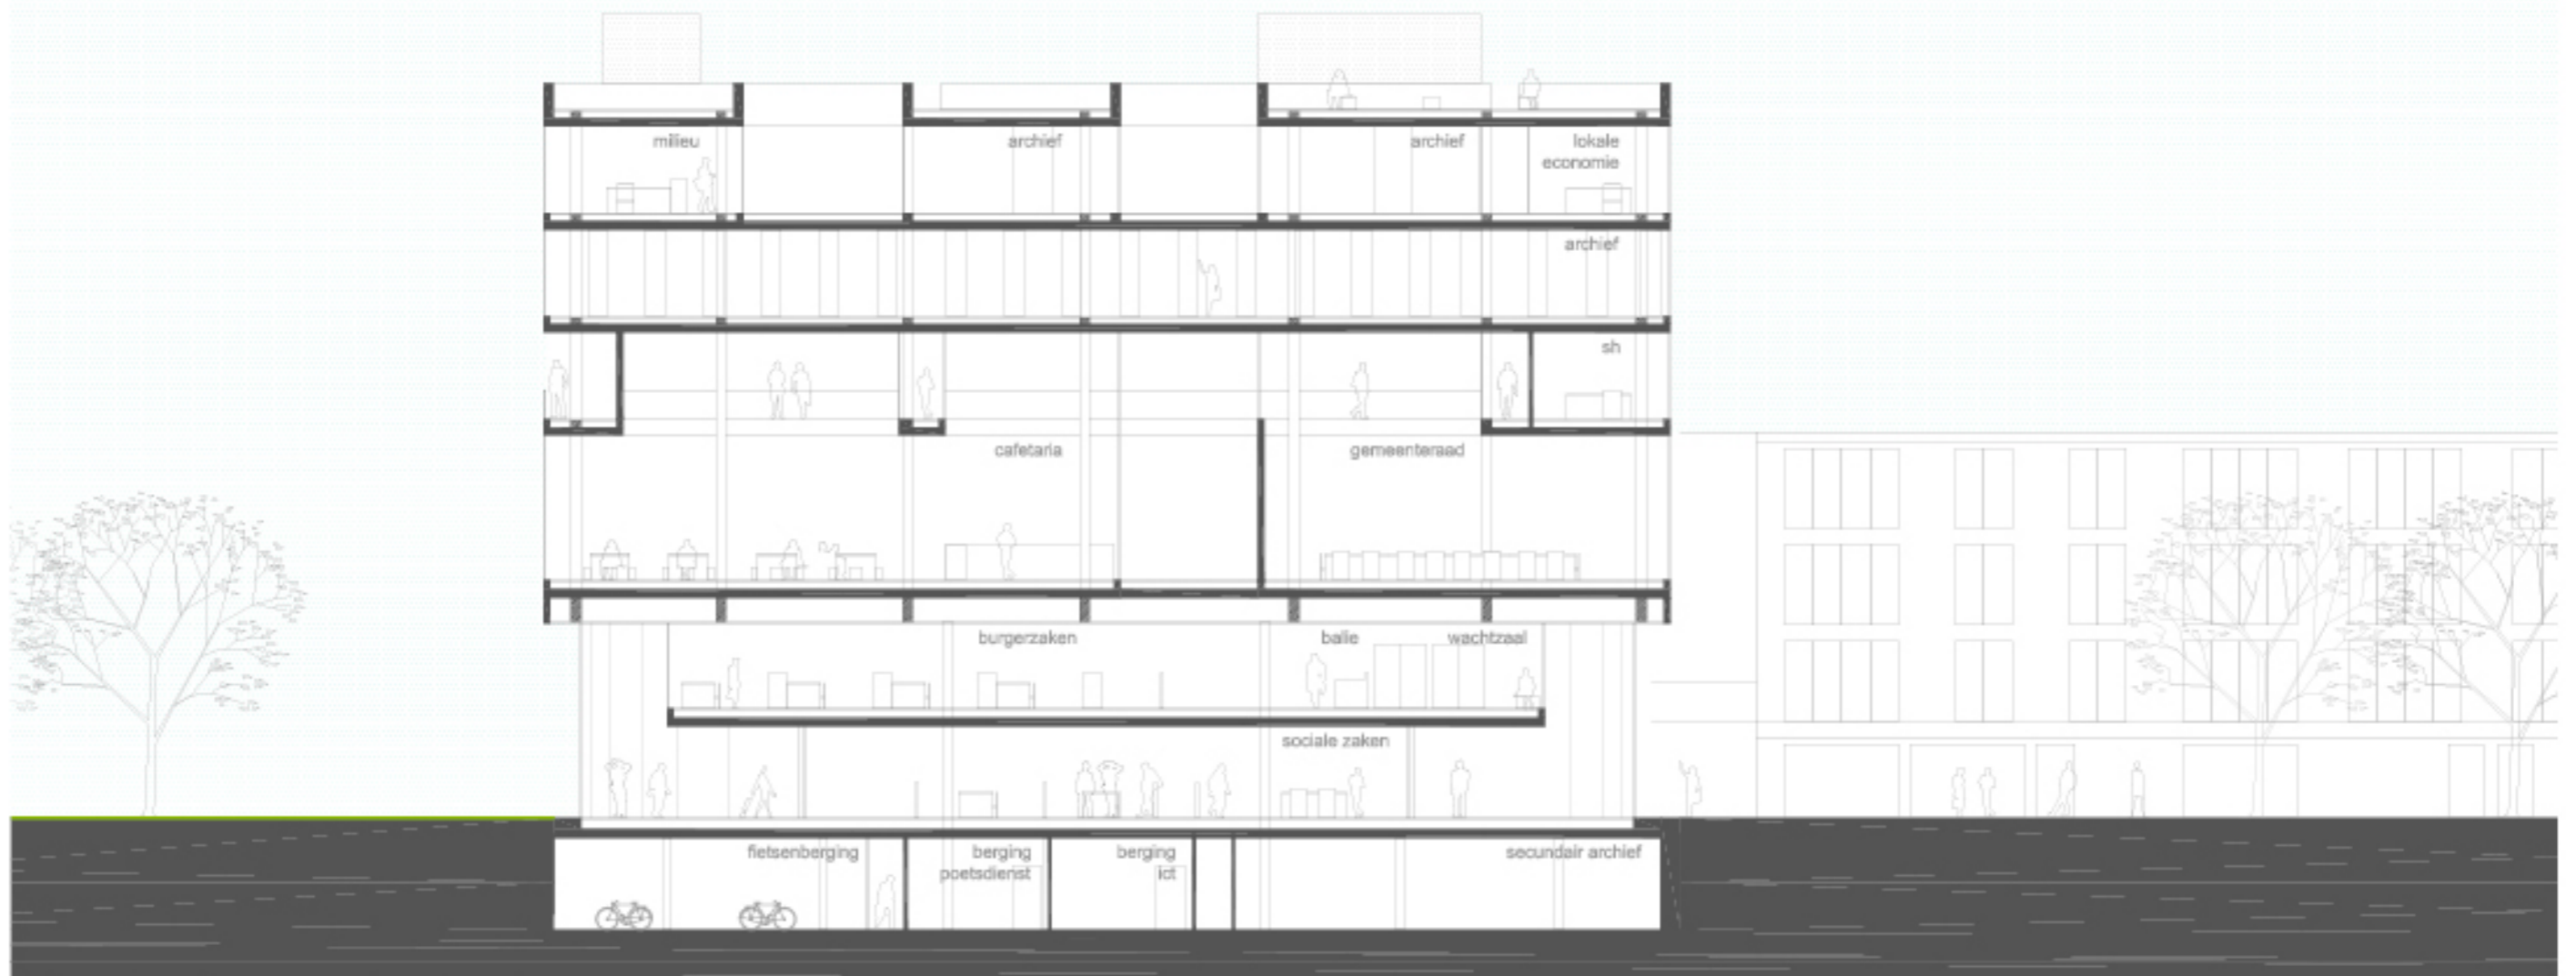 milieu
archief
archief
lokale
economie
archief
sh
cafetaria
gemeenteraad
burgerzaken
balie
wachtzaal
sociale zaken
fietsenberging
berging
poetsdienst
berging
ict
secundair archief